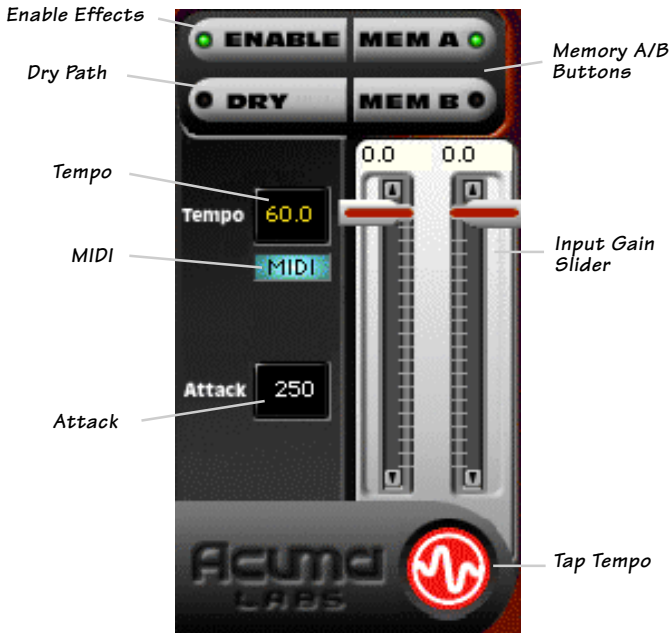 Enable Effects
ENABLE
MEM A
Memory A/B
Buttons
Dry Path
DRY
MEM B
0.0
0.0
Tempo
Tempo
60.0
MIDI
MIDI
Input Gain
Slider
Attack
250
Attack
Acuma
LABS
Tap Tempo